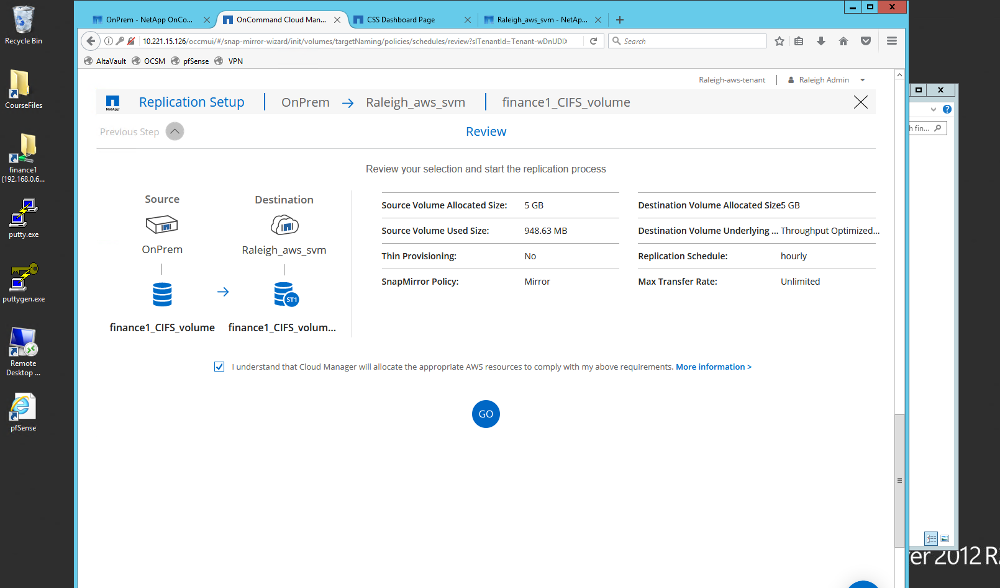 Recycle Bin
CourseFiles
finance1
(192.168.0.6...
putty.exe
puttygen.exe
Remote
Desktop ...
pfSense
OnPrem - NetApp OnCo...
OnCommand Cloud Man...
CSS Dashboard Page
Raleigh_aws_svm - NetAp...
10.221.15.126/occmui/#/snap-mirror-wizard/init/volumes/targetNaming/policies/schedules/review?slTenantId=Tenant-wDnUDI
Search
AltaVault
OCSM
pfSense
VPN
Raleigh-aws-tenant
Raleigh Admin
NetApp
Replication Setup
OnPrem
Raleigh_aws_svm
finance1_CIFS_volume
Previous Step
Review
Review your selection and start the replication process
Source
Destination
OnPrem
Raleigh_aws_svm
ST1
finance1_CIFS_volume
finance1_CIFS_volum...
Source Volume Allocated Size: 5 GB
Source Volume Used Size: 948.63 MB
Thin Provisioning: No
SnapMirror Policy: Mirror
Destination Volume Allocated Size 5 GB
Destination Volume Underlying ... Throughput Optimized...
Replication Schedule: hourly
Max Transfer Rate: Unlimited
I understand that Cloud Manager will allocate the appropriate AWS resources to comply with my above requirements. More information >
GO
h fin...
er 2012 R